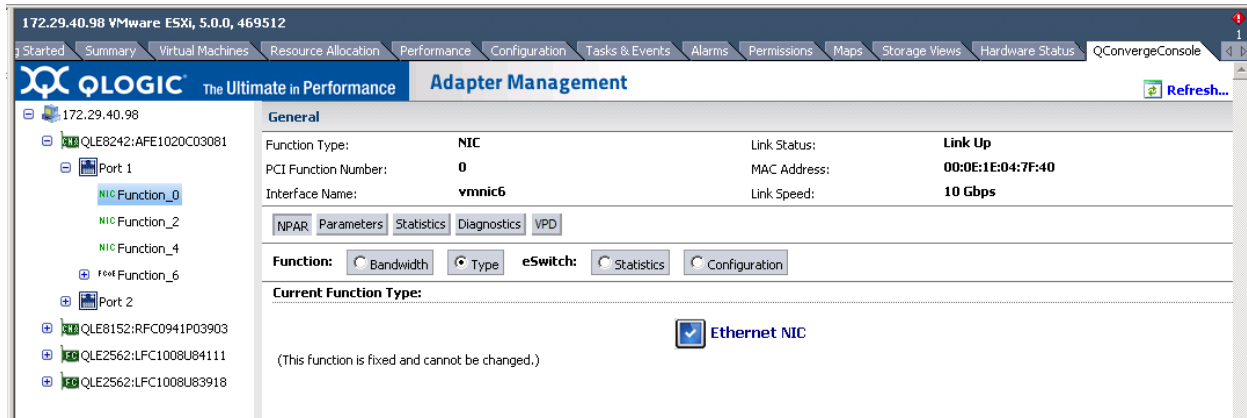 172.29.40.98 VMware ESXi, 5.0.0, 469512
1
g Started Summary Virtual Machines Resource Allocation Performance Configuration Tasks & Events Alarms Permissions Maps Storage Views Hardware Status QConvergeConsole
QLOGIC The Ultimate in Performance Adapter Management
Refresh...
172.29.40.98
QLE8242:AFE1020C03081
Port 1
NIC Function_0
NIC Function_2
NIC Function_4
FCoE Function_6
Port 2
QLE8152:RFC0941P03903
FC QLE2562:LFC1008U84111
FC QLE2562:LFC1008U83918
General
Function Type: NIC Link Status: Link Up
PCI Function Number: 0 MAC Address: 00:0E:1E:04:7F:40
Interface Name: vmnic6 Link Speed: 10 Gbps
NPAR Parameters Statistics Diagnostics VPD
Function: Bandwidth Type eSwitch: Statistics Configuration
Current Function Type:
Ethernet NIC
(This function is fixed and cannot be changed.)